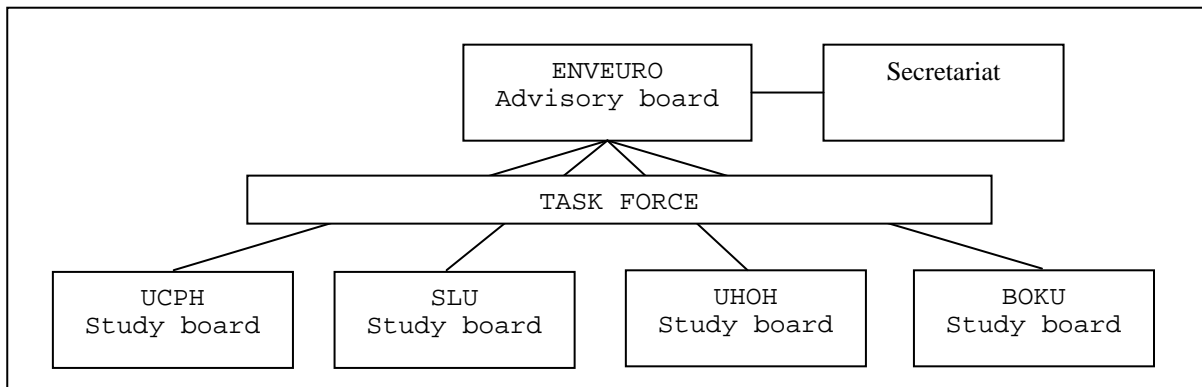 ENVEURO
Advisory board
Secretariat
TASK FORCE
UCPH
Study board
SLU
Study board
UHOH
Study board
BOKU
Study board